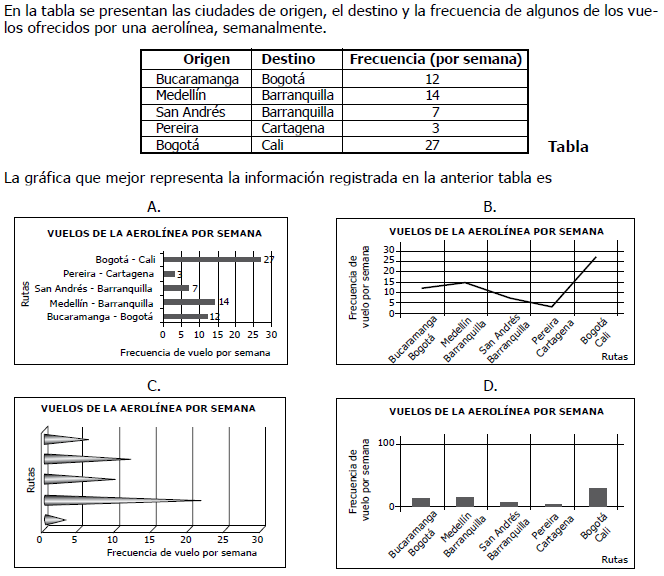 En la tabla se presentan las ciudades de origen, el destino y la frecuencia de algunos de los vue-
los ofrecidos por una aerolínea, semanalmente.
Origen Destino Frecuencia (por semana)
Bucaramanga Bogotá 12
Medellín Barranquilla 14
San Andrés Barranquilla 7
Pereira Cartagena 3
Bogotá Cali 27
Tabla
La gráfica que mejor representa la información registrada en la anterior tabla es
A.
VUELOS DE LA AEROLÍNEA POR SEMANA
Rutas
Bogotá - Cali 27
Pereira - Cartagena 3
San Andrés - Barranquilla 7
Medellín - Barranquilla 14
Bucaramanga - Bogotá 12
0 5 10 15 20 25 30
Frecuencia de vuelo por semana
B.
VUELOS DE LA AEROLÍNEA POR SEMANA
Frecuencia de
vuelo por semana
30
25
20
15
10
5
0
Bucaramanga
Bogotá
Medellín
Barranquilla
San Andrés
Barranquilla
Pereira
Cartagena
Bogotá
Cali
Rutas
C.
VUELOS DE LA AEROLÍNEA POR SEMANA
Rutas
0 5 10 15 20 25 30
Frecuencia de vuelo por semana
D.
VUELOS DE LA AEROLÍNEA POR SEMANA
Frecuencia de
vuelo por semana
100
0
Bucaramanga
Bogotá
Medellín
Barranquilla
San Andrés
Barranquilla
Pereira
Cartagena
Bogotá
Cali
Rutas